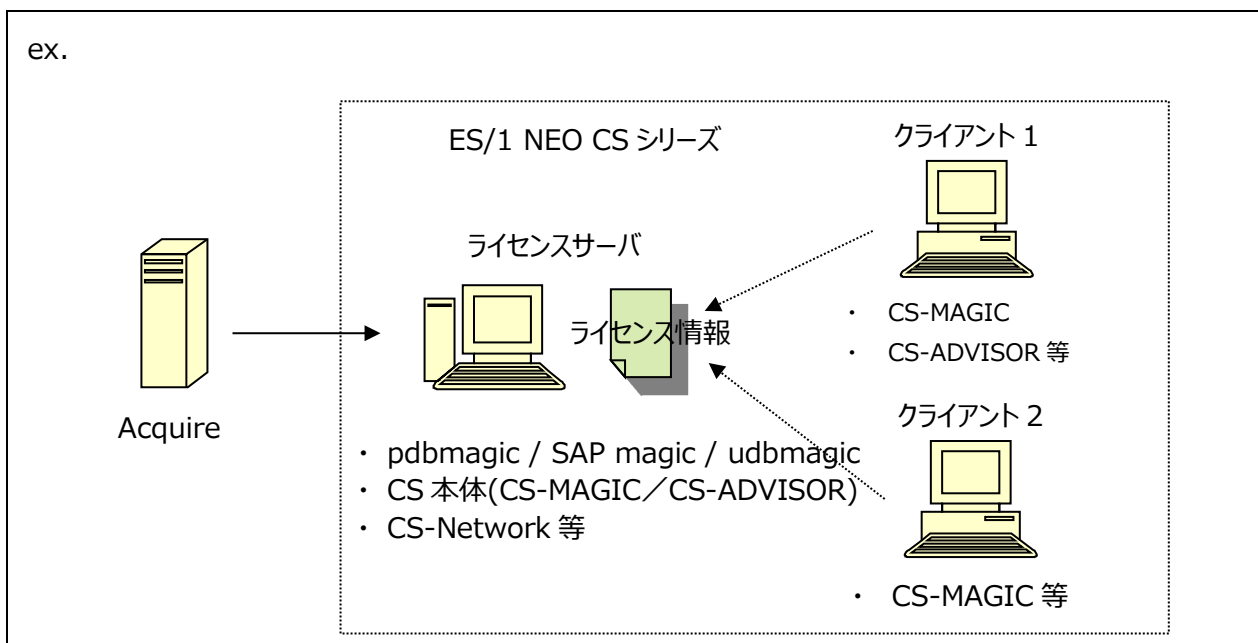 ex.
ES/1 NEO CS シリーズ
クライアント 1
ライセンスサーバ
ライセンス情報
・ CS-MAGIC
・ CS-ADVISOR 等
Acquire
クライアント 2
・ pdbmagic / SAP magic / udbmagic
・ CS 本体(CS-MAGIC／CS-ADVISOR)
・ CS-Network 等
・ CS-MAGIC 等